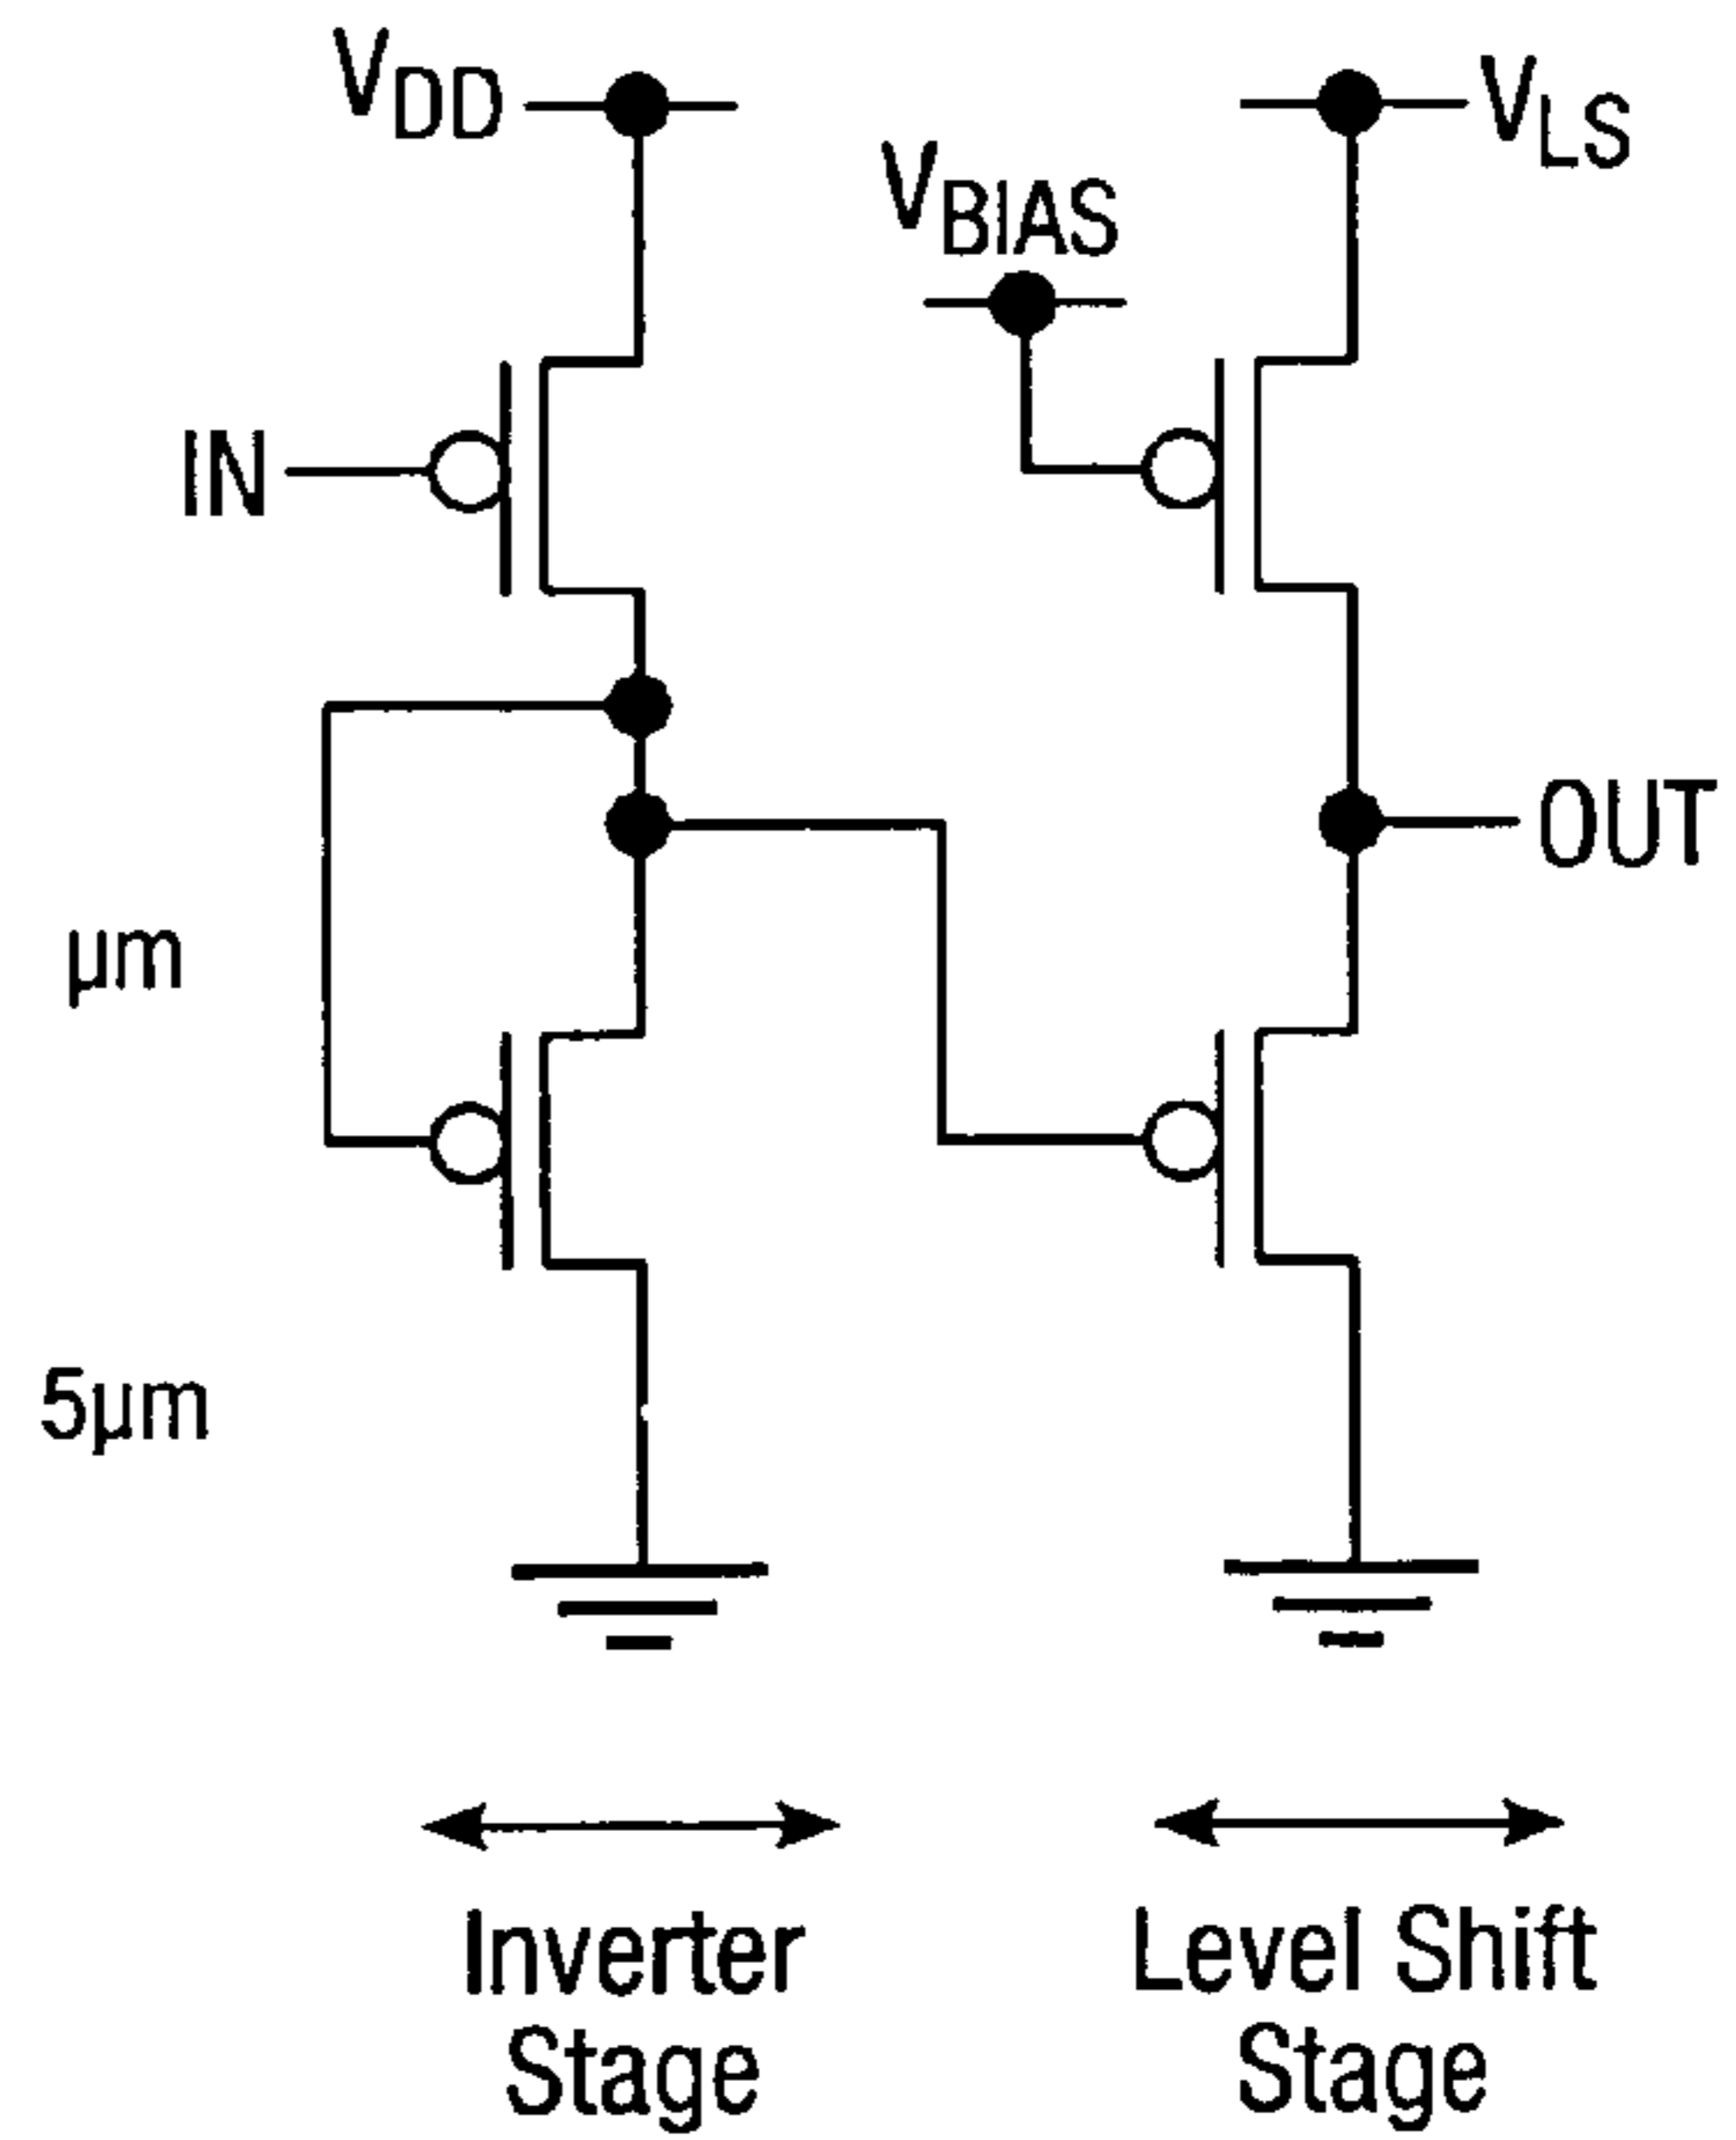 VDD
VLS
VBIAS
IN
OUT
µm
5µm
Inverter
Stage
Level Shift
Stage